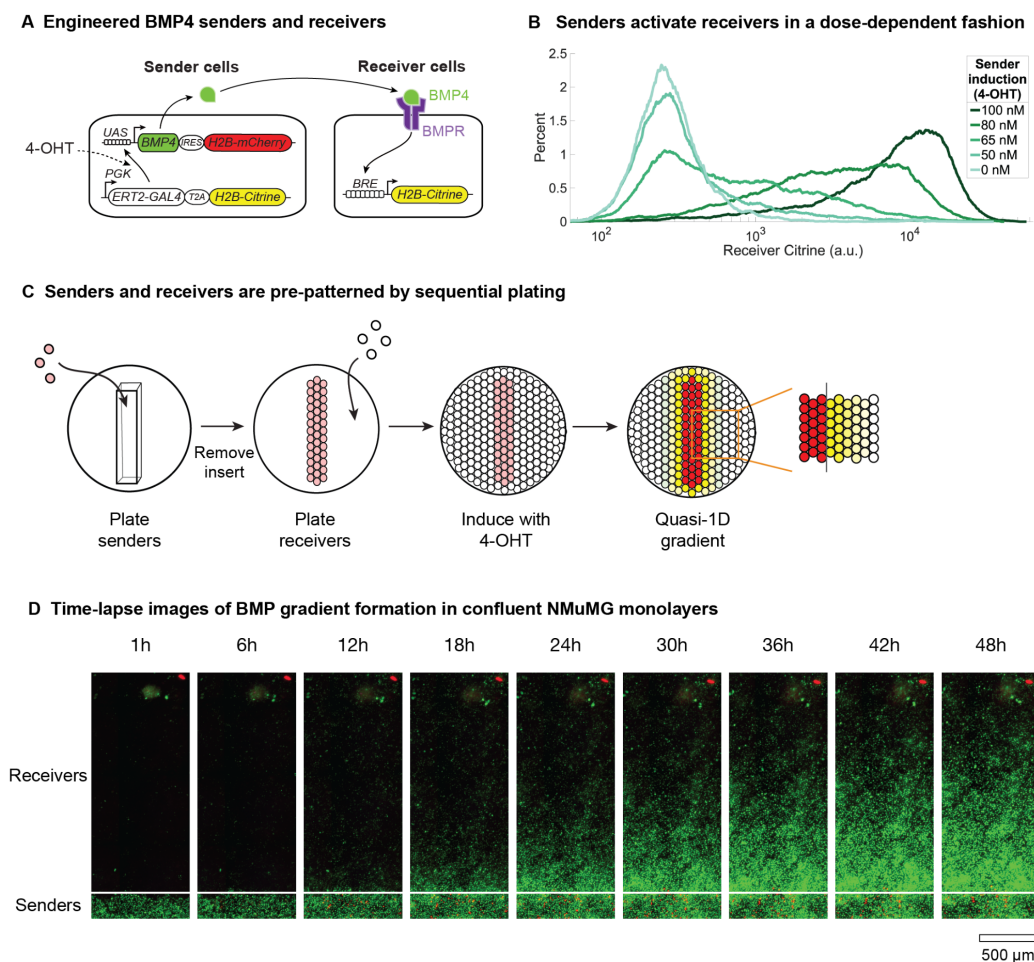 A Engineered BMP4 senders and receivers
Sender cells
Receiver cells
BMP4
BMPR
UAS
BMP4
IRES
H2B-mCherry
4-OHT
PGK
ERT2-GAL4
T2A
H2B-Citrine
BRE
H2B-Citrine
B Senders activate receivers in a dose-dependent fashion
2.5
2
1.5
1
0.5
0
Percent
10²
10³
10⁴
Receiver Citrine (a.u.)
Sender
induction
(4-OHT)
100 nM
80 nM
65 nM
50 nM
0 nM
C Senders and receivers are pre-patterned by sequential plating
Remove
insert
Plate
senders
Plate
receivers
Induce with
4-OHT
Quasi-1D
gradient
D Time-lapse images of BMP gradient formation in confluent NMuMG monolayers
1h 6h 12h 18h 24h 30h 36h 42h 48h
Receivers
Senders
500 µm